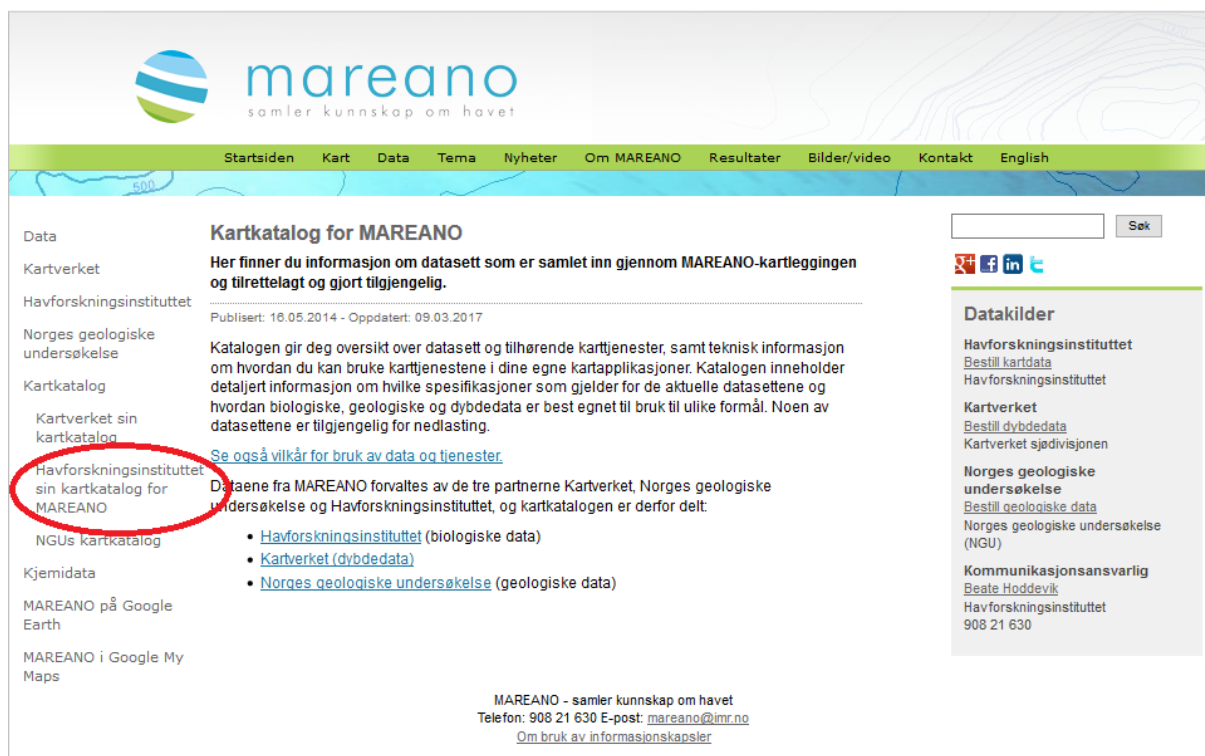 mareano
samler kunnskap om havet
Startsiden Kart Data Tema Nyheter Om MAREANO Resultater Bilder/video Kontakt English
500
Data
Kartverket
Havforskningsinstituttet
Norges geologiske
undersøkelse
Kartkatalog
Kartverket sin
kartkatalog
Havforskningsinstituttet
sin kartkatalog for
MAREANO
NGUs kartkatalog
Kjemidata
MAREANO på Google
Earth
MAREANO i Google My
Maps
Kartkatalog for MAREANO
Her finner du informasjon om datasett som er samlet inn gjennom MAREANO-kartleggingen
og tilrettelagt og gjort tilgjengelig.
Publisert: 16.05.2014 - Oppdatert: 09.03.2017
Katalogen gir deg oversikt over datasett og tilhørende karttjenester, samt teknisk informasjon
om hvordan du kan bruke karttjenestene i dine egne kartapplikasjoner. Katalogen inneholder
detaljert informasjon om hvilke spesifikasjoner som gjelder for de aktuelle datasettene og
hvordan biologiske, geologiske og dybdedata er best egnet til bruk til ulike formål. Noen av
datasettene er tilgjengelig for nedlasting.
Se også vilkår for bruk av data og tjenester.
Dataene fra MAREANO forvaltes av de tre partnerne Kartverket, Norges geologiske
undersøkelse og Havforskningsinstituttet, og kartkatalogen er derfor delt:
• Havforskningsinstituttet (biologiske data)
• Kartverket (dybdedata)
• Norges geologiske undersøkelse (geologiske data)
Søk
Datakilder
Havforskningsinstituttet
Bestill kartdata
Havforskningsinstituttet
Kartverket
Bestill dybdedata
Kartverket sjødivisjonen
Norges geologiske
undersøkelse
Bestill geologiske data
Norges geologiske undersøkelse
(NGU)
Kommunikasjonsansvarlig
Beate Hoddevik
Havforskningsinstituttet
908 21 630
MAREANO - samler kunnskap om havet
Telefon: 908 21 630 E-post: mareano@imr.no
Om bruk av informasjonskapsler